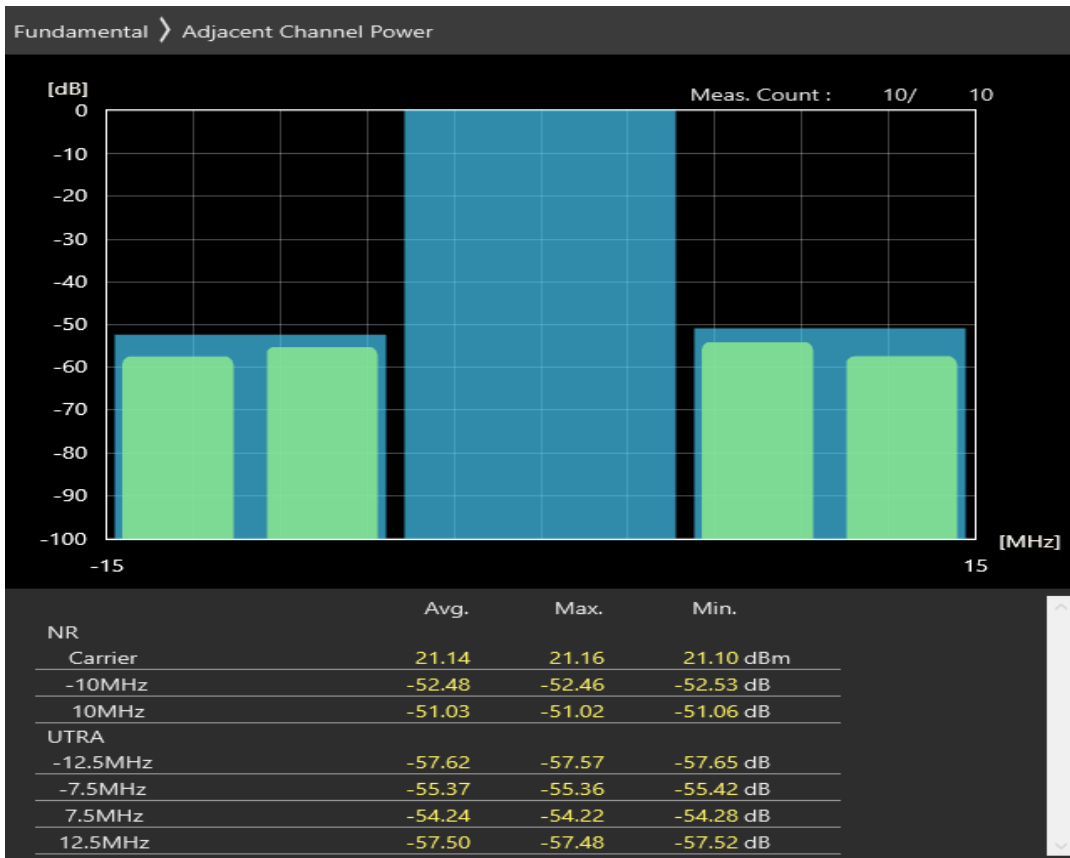 Fundamental 〉 Adjacent Channel Power
[dB]
Meas. Count : 10/ 10
0
-10
-20
-30
-40
-50
-60
-70
-80
-90
-100
[MHz]
-15 15
Avg. Max. Min.
NR
Carrier 21.14 21.16 21.10 dBm
-10MHz -52.48 -52.46 -52.53 dB
10MHz -51.03 -51.02 -51.06 dB
UTRA
-12.5MHz -57.62 -57.57 -57.65 dB
-7.5MHz -55.37 -55.36 -55.42 dB
7.5MHz -54.24 -54.22 -54.28 dB
12.5MHz -57.50 -57.48 -57.52 dB